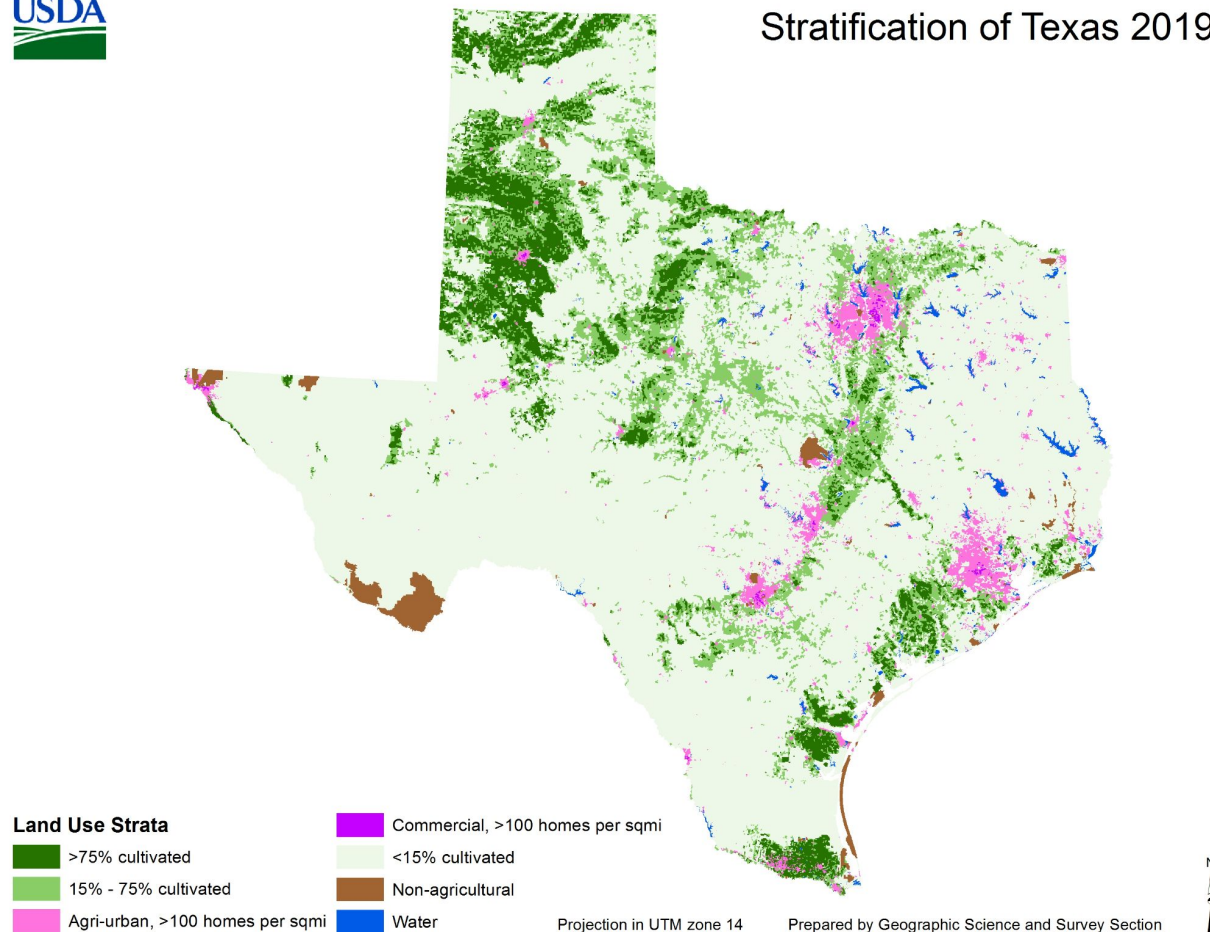 USDA
Stratification of Texas 2019
Land Use Strata
>75% cultivated
15% - 75% cultivated
Agri-urban, >100 homes per sqmi
Commercial, >100 homes per sqmi
<15% cultivated
Non-agricultural
Water
Projection in UTM zone 14
Prepared by Geographic Science and Survey Section
N